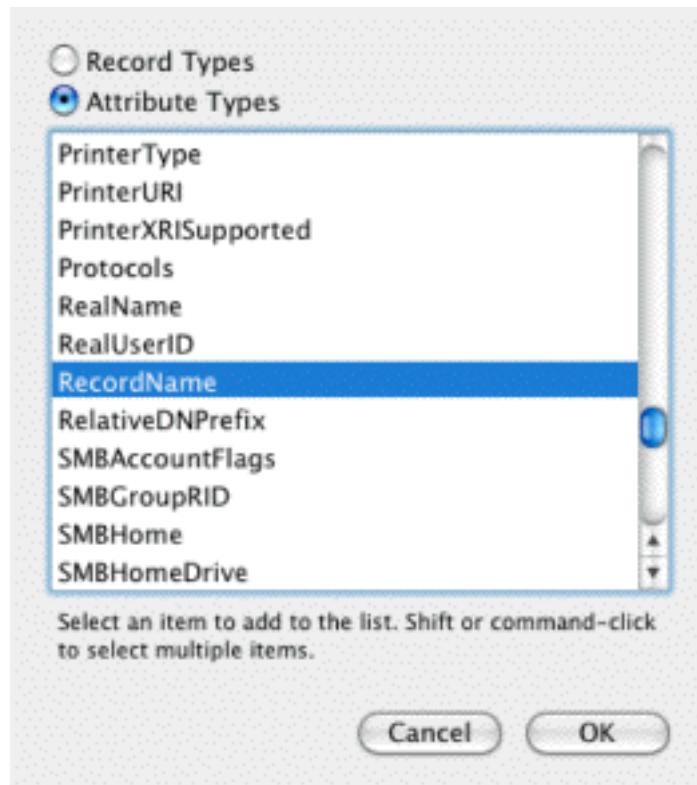 Record Types
Attribute Types
PrinterType
PrinterURI
PrinterXRISupported
Protocols
RealName
RealUserID
RecordName
RelativeDNPrefix
SMBAccountFlags
SMBGroupRID
SMBHome
SMBHomeDrive
Select an item to add to the list. Shift or command-click
to select multiple items.
Cancel OK